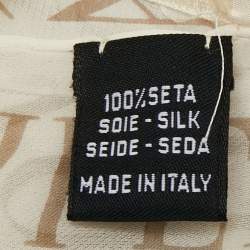 100%SETA
SOIE - SILK
SEIDE - SEDA
MADE IN ITALY